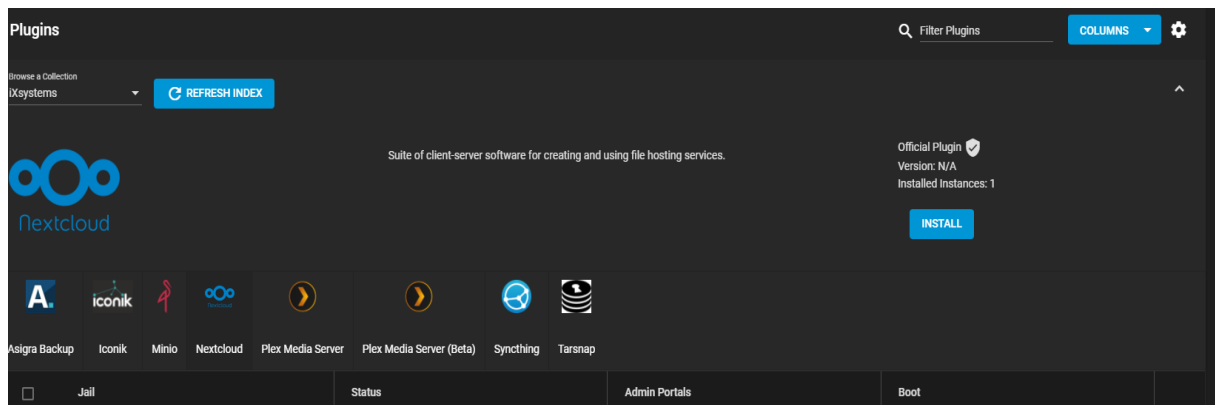 Plugins
Filter Plugins
COLUMNS
Browse a Collection
iXsystems
REFRESH INDEX
Suite of client-server software for creating and using file hosting services.
Official Plugin
Version: N/A
Installed Instances: 1
INSTALL
Nextcloud
A.
iconik
Asigra Backup
Iconik
Minio
Nextcloud
Plex Media Server
Plex Media Server (Beta)
Syncthing
Tarsnap
Jail
Status
Admin Portals
Boot